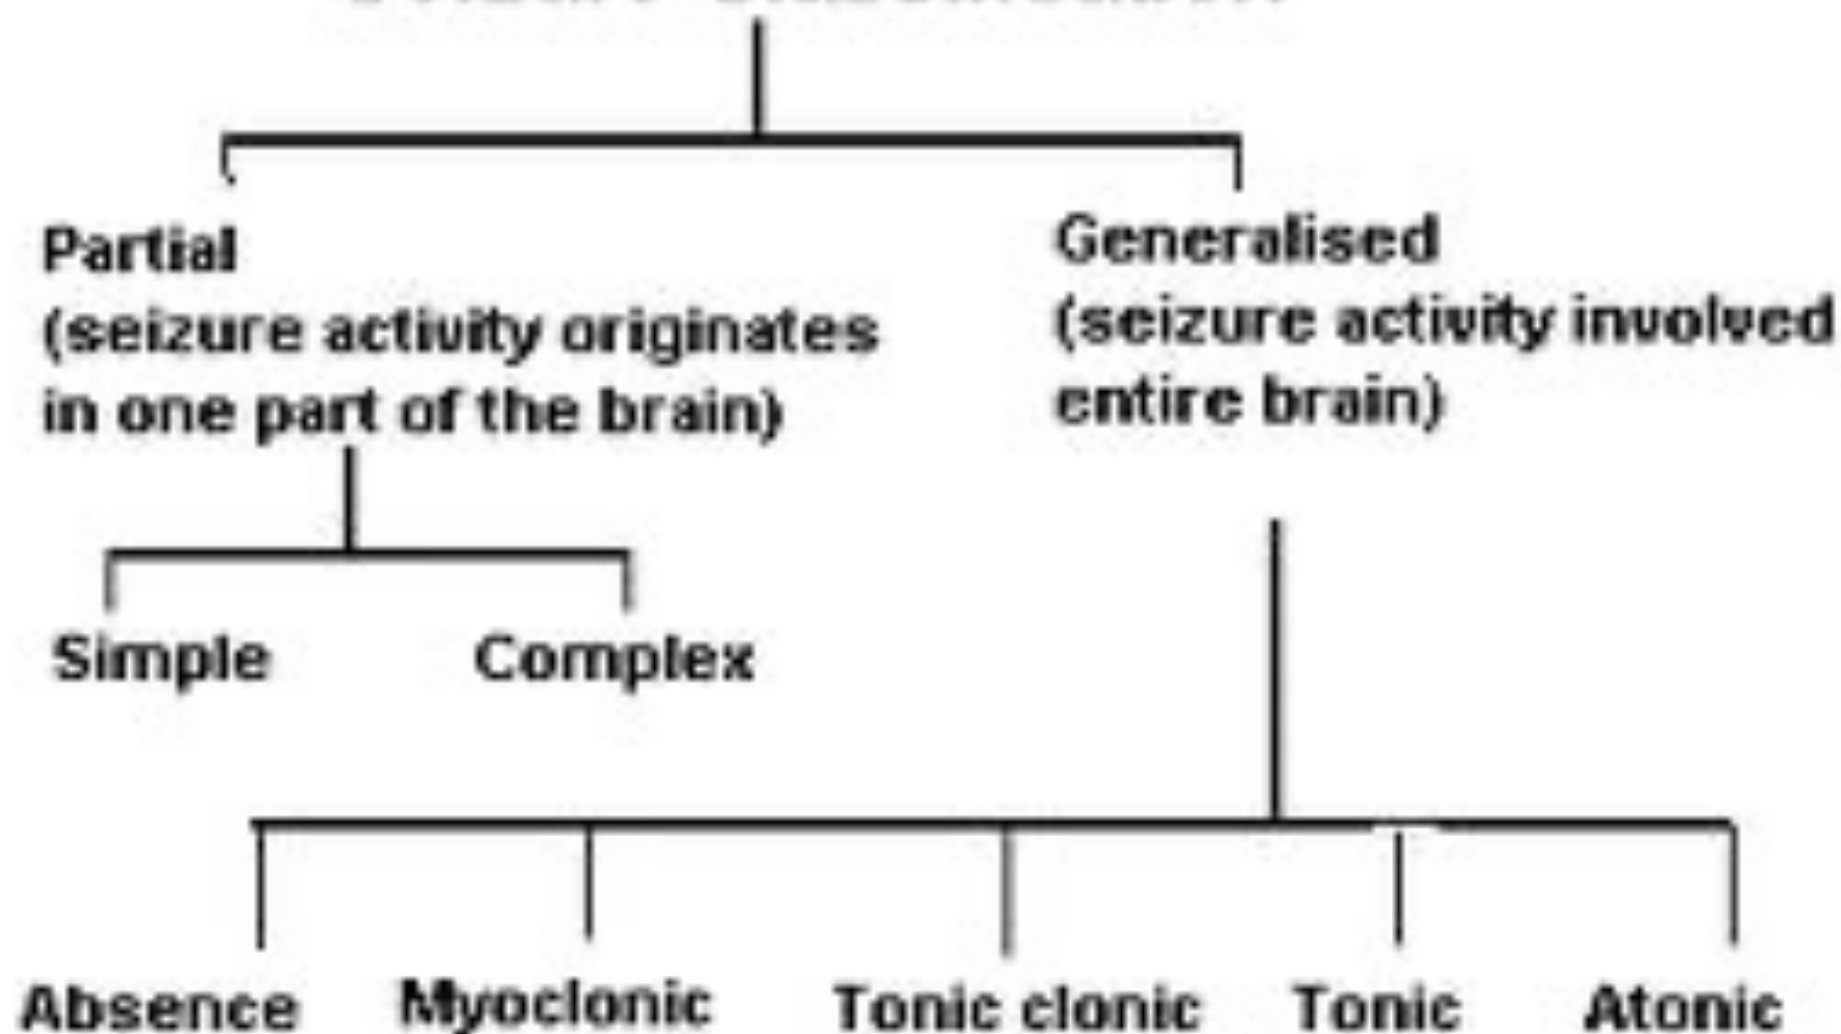 Partial
(seizure activity originates
in one part of the brain)
Generalised
(seizure activity involved
entire brain)
Simple
Complex
Absence
Myoclonic
Tonic clonic
Tonic
Atonic